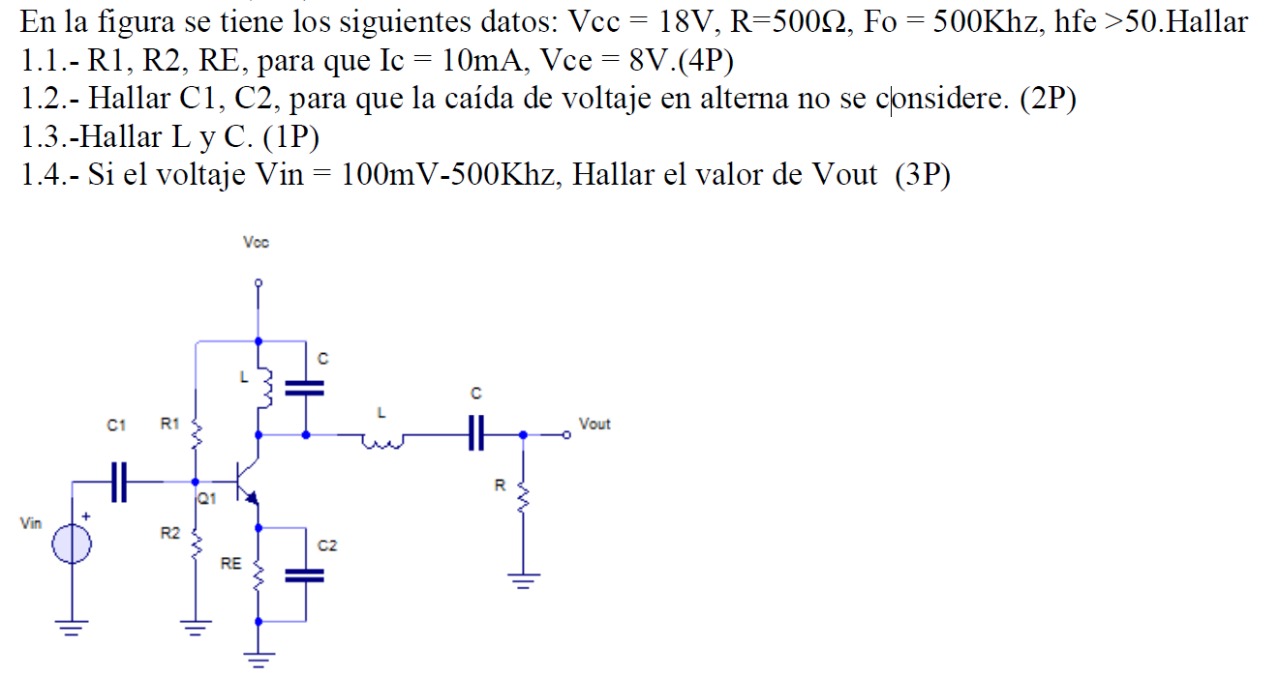 En la figura se tiene los siguientes datos: Vcc = 18V, R=500Ω, Fo = 500Khz, hfe >50.Hallar
1.1.- R1, R2, RE, para que Ic = 10mA, Vce = 8V.(4P)
1.2.- Hallar C1, C2, para que la caída de voltaje en alterna no se considere. (2P)
1.3.-Hallar L y C. (1P)
1.4.- Si el voltaje Vin = 100mV-500Khz, Hallar el valor de Vout (3P)
Vcc
C
L
C
L
C1
R1
Vout
R
Q1
Vin
+
R2
C2
RE